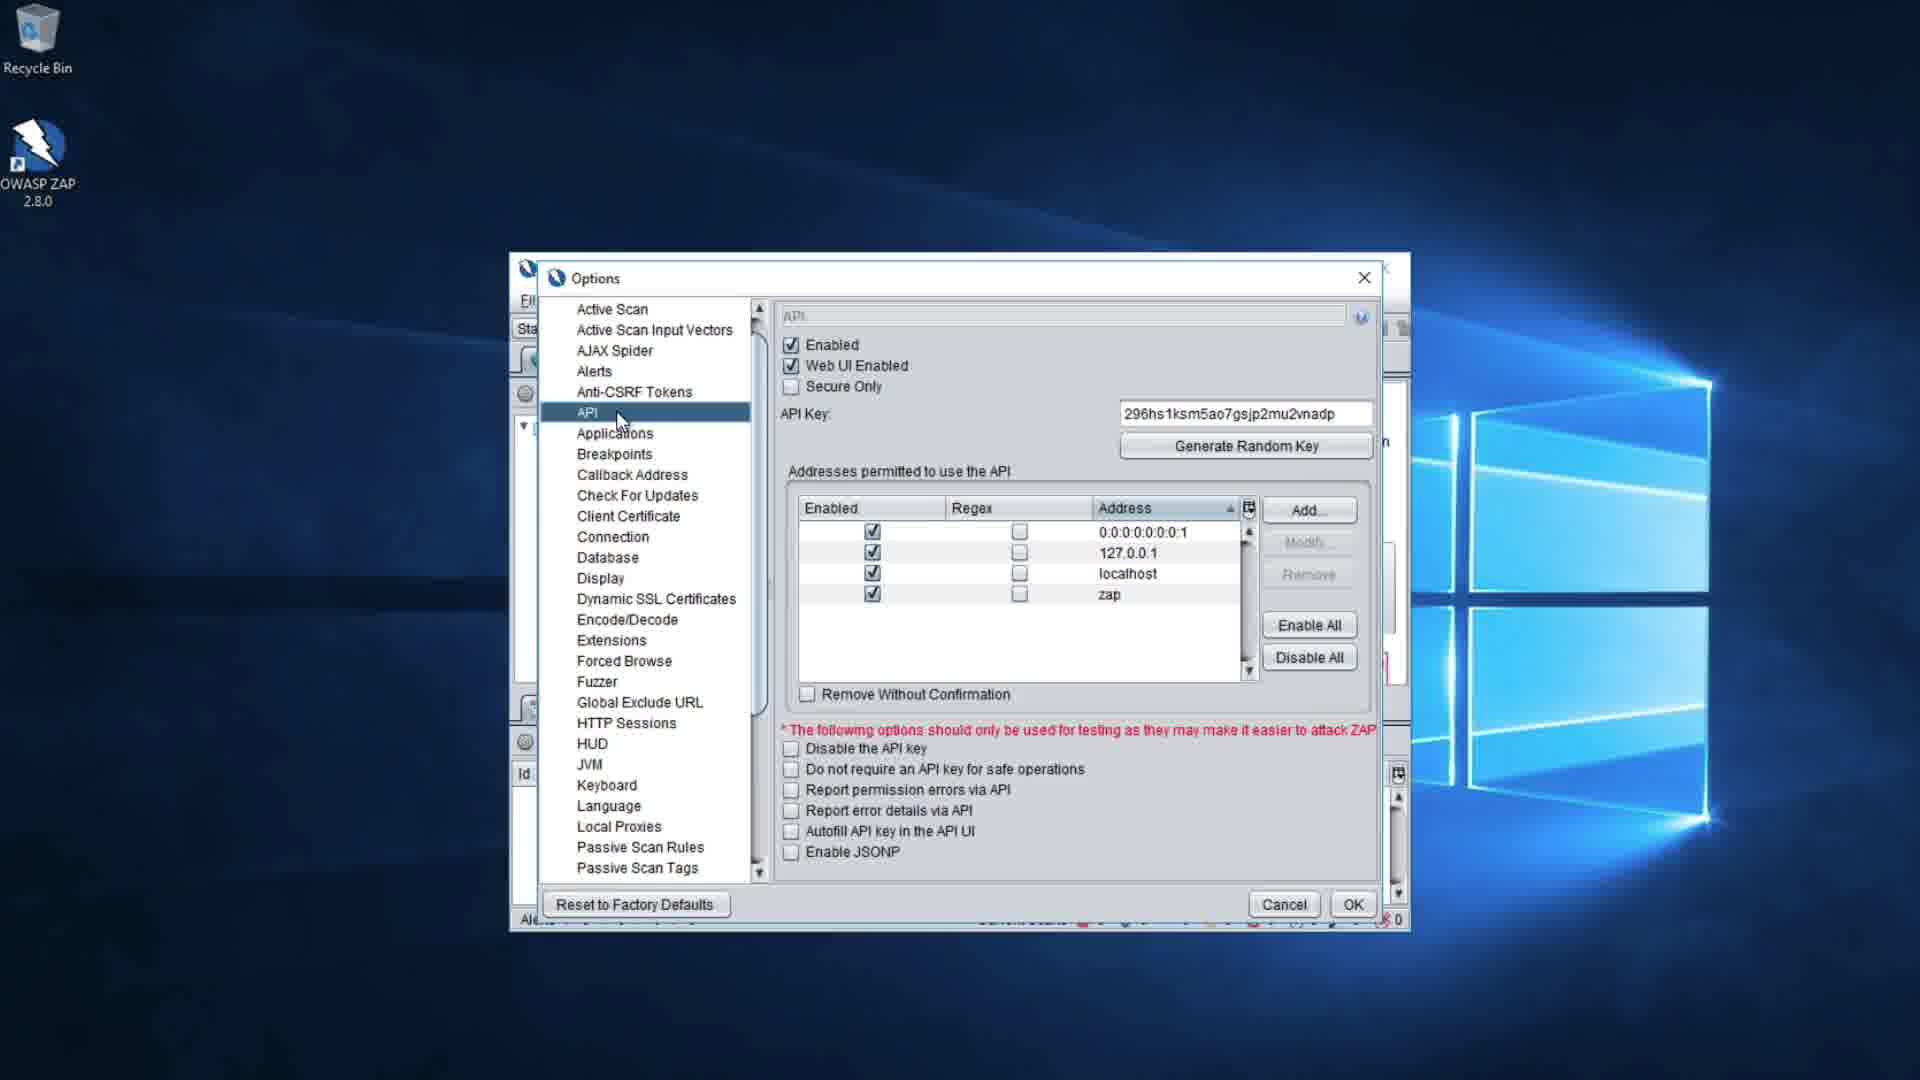 Recycle Bin
OWASP ZAP
2.8.0
Options
Active Scan
Active Scan Input Vectors
AJAX Spider
Alerts
Anti-CSRF Tokens
API
Applications
Breakpoints
Callback Address
Check For Updates
Client Certificate
Connection
Database
Display
Dynamic SSL Certificates
Encode/Decode
Extensions
Forced Browse
Fuzzer
Global Exclude URL
HTTP Sessions
HUD
JVM
Keyboard
Language
Local Proxies
Passive Scan Rules
Passive Scan Tags
Reset to Factory Defaults
API
Enabled
Web UI Enabled
Secure Only
API Key:
296hs1ksm5ao7gsjp2mu2vnadp
Generate Random Key
Addresses permitted to use the API
Enabled Regex Address
0:0:0:0:0:0:0:1
127.0.0.1
localhost
zap
Add...
Modify...
Remove
Enable All
Disable All
Remove Without Confirmation
* The following options should only be used for testing as they may make it easier to attack ZAP
Disable the API key
Do not require an API key for safe operations
Report permission errors via API
Report error details via API
Autofill API key in the API UI
Enable JSONP
Cancel
OK
Sta
Id
0